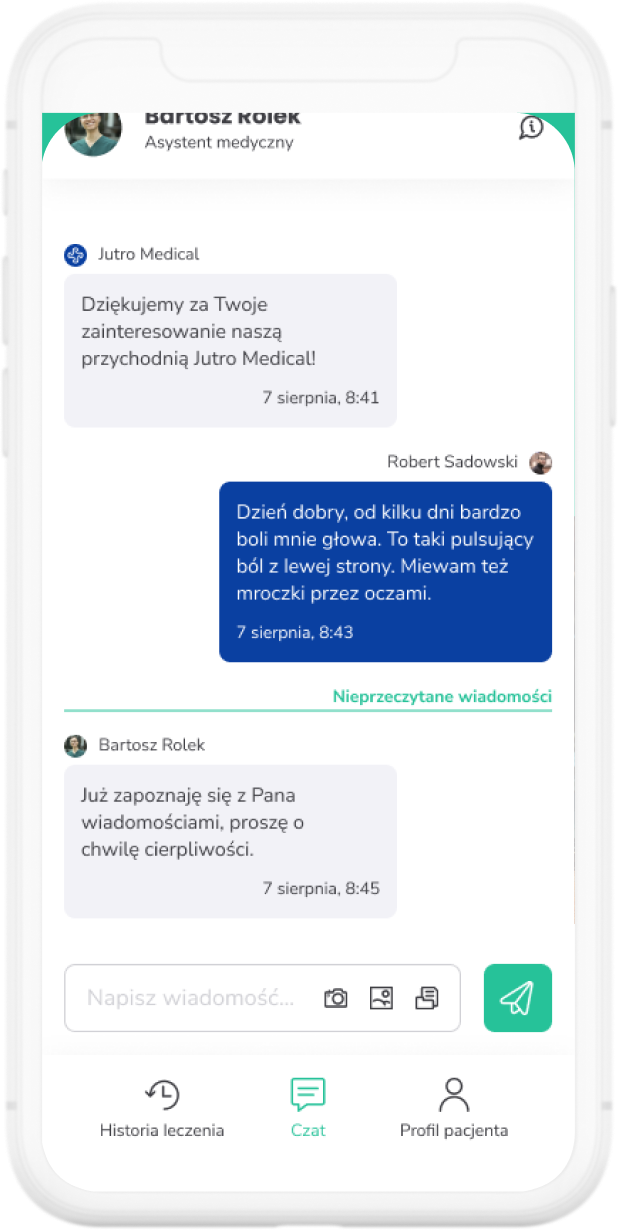 Bartosz Rolek
Asystent medyczny
Jutro Medical
Dziękujemy za Twoje
zainteresowanie naszą
przychodnią Jutro Medical!
7 sierpnia, 8:41
Robert Sadowski
Dzień dobry, od kilku dni bardzo
boli mnie głowa. To taki pulsujący
ból z lewej strony. Miewam też
mroczki przez oczami.
7 sierpnia, 8:43
Nieprzeczytane wiadomości
Bartosz Rolek
Już zapoznaję się z Pana
wiadomościami, proszę o
chwilę cierpliwości.
7 sierpnia, 8:45
Napisz wiadomość...
Historia leczenia
Czat
Profil pacjenta